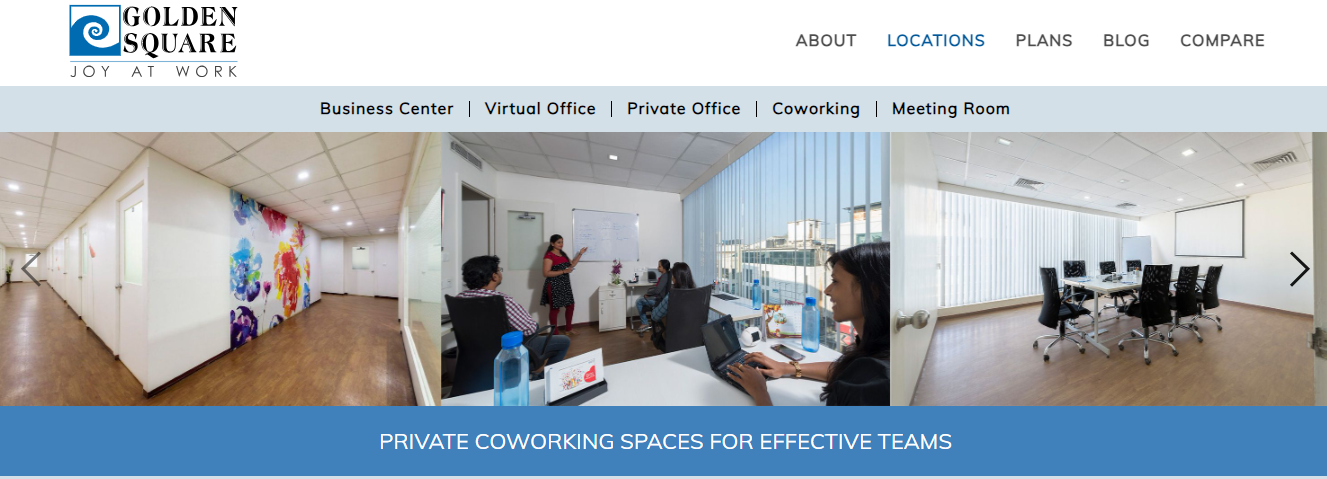 GOLDEN
SQUARE
JOY AT WORK
ABOUT LOCATIONS PLANS BLOG COMPARE
Business Center | Virtual Office | Private Office | Coworking | Meeting Room
PRIVATE COWORKING SPACES FOR EFFECTIVE TEAMS